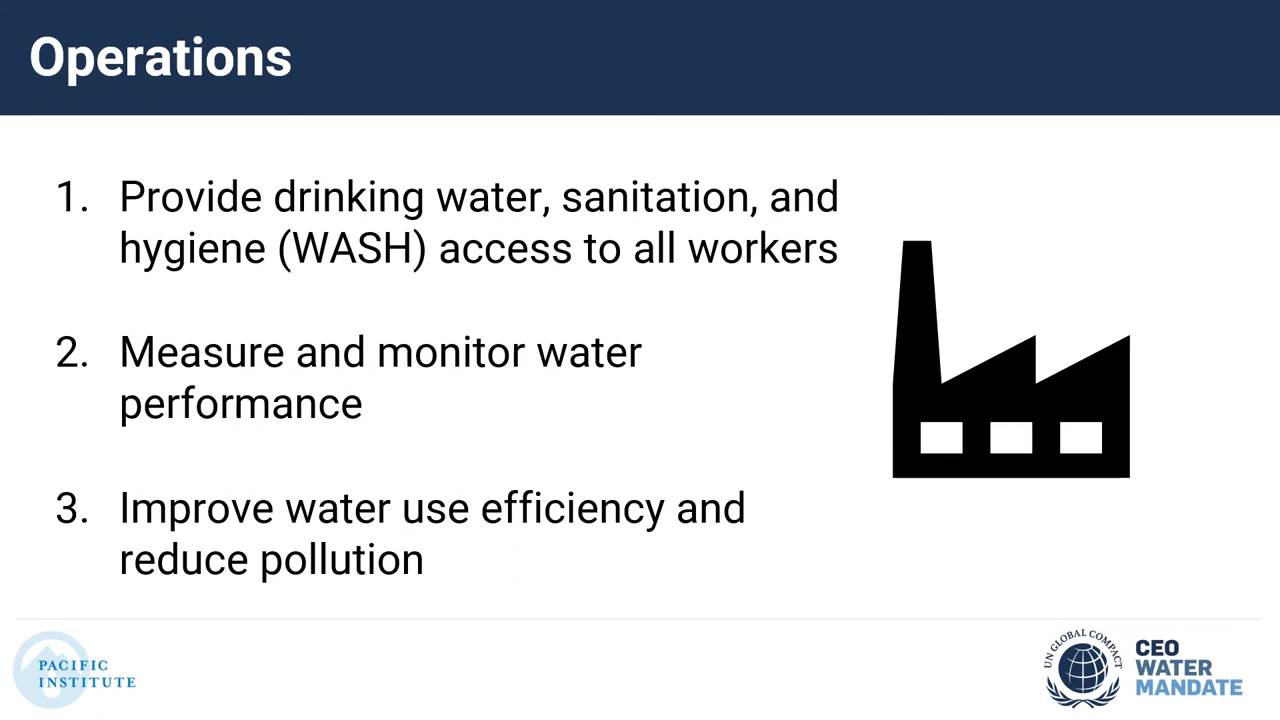 Operations
1. Provide drinking water, sanitation, and
hygiene (WASH) access to all workers
2. Measure and monitor water
performance
3. Improve water use efficiency and
reduce pollution
PACIFIC
INSTITUTE
UN GLOBAL COMPACT
CEO
WATER
MANDATE